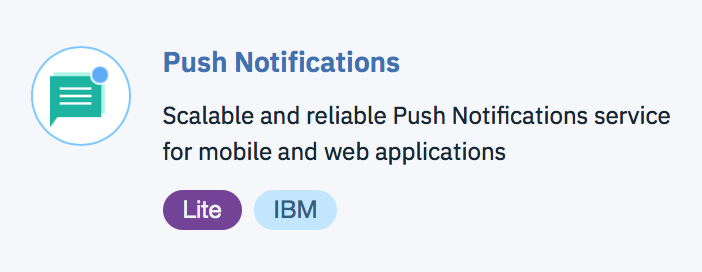 Push Notifications
Scalable and reliable Push Notifications service
for mobile and web applications
Lite IBM